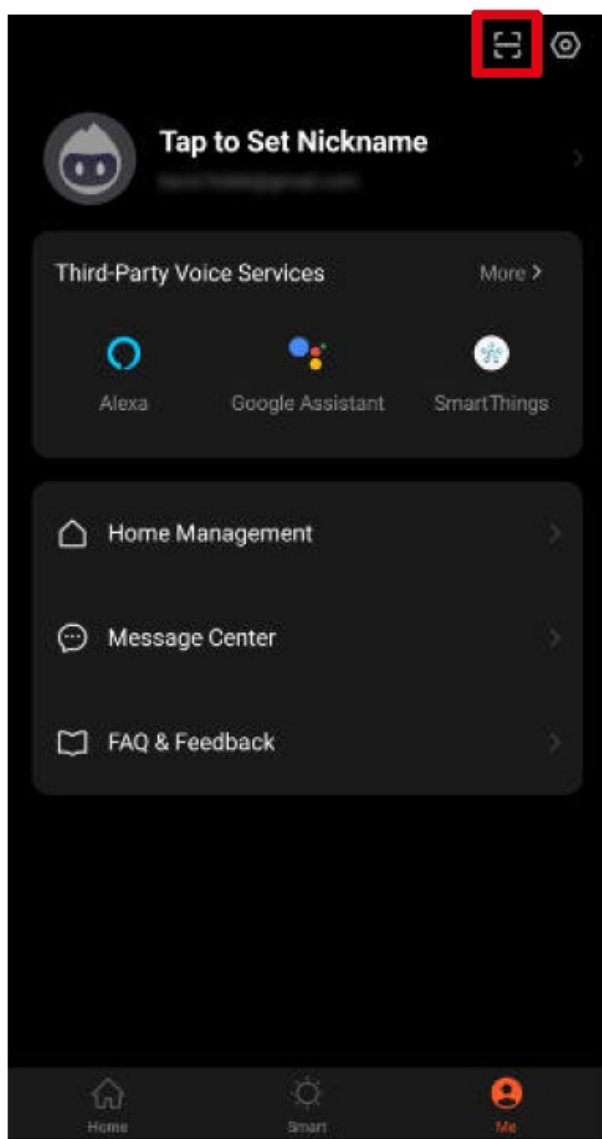 Tap to Set Nickname
Third-Party Voice Services
More >
Alexa
Google Assistant
SmartThings
Home Management
Message Center
FAQ & Feedback
Home
Smart
Me